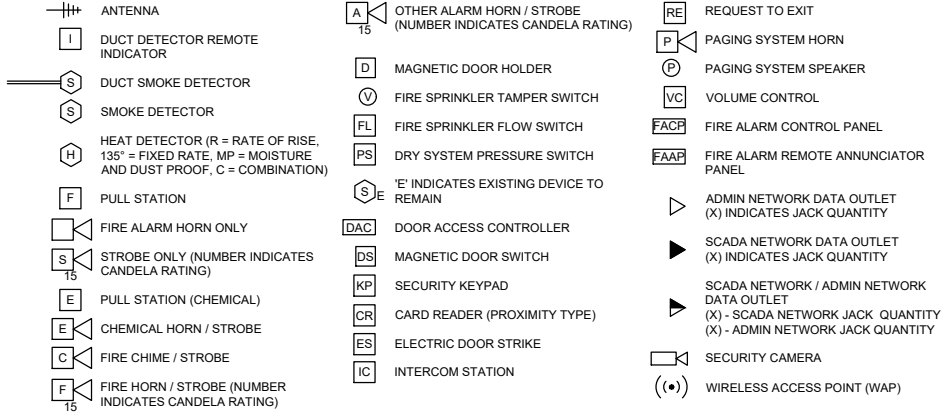 ANTENNA
I
DUCT DETECTOR REMOTE
INDICATOR
S
DUCT SMOKE DETECTOR
S
SMOKE DETECTOR
H
HEAT DETECTOR (R = RATE OF RISE,
135° = FIXED RATE, MP = MOISTURE
AND DUST PROOF, C = COMBINATION)
F
PULL STATION
FIRE ALARM HORN ONLY
S
15
STROBE ONLY (NUMBER INDICATES
CANDELA RATING)
E
PULL STATION (CHEMICAL)
E
CHEMICAL HORN / STROBE
C
FIRE CHIME / STROBE
F
15
FIRE HORN / STROBE (NUMBER
INDICATES CANDELA RATING)
A
15
OTHER ALARM HORN / STROBE
(NUMBER INDICATES CANDELA RATING)
D
MAGNETIC DOOR HOLDER
V
FIRE SPRINKLER TAMPER SWITCH
FL
FIRE SPRINKLER FLOW SWITCH
PS
DRY SYSTEM PRESSURE SWITCH
S E
'E' INDICATES EXISTING DEVICE TO
REMAIN
DAC
DOOR ACCESS CONTROLLER
DS
MAGNETIC DOOR SWITCH
KP
SECURITY KEYPAD
CR
CARD READER (PROXIMITY TYPE)
ES
ELECTRIC DOOR STRIKE
IC
INTERCOM STATION
RE
REQUEST TO EXIT
P
PAGING SYSTEM HORN
P
PAGING SYSTEM SPEAKER
VC
VOLUME CONTROL
FACP
FIRE ALARM CONTROL PANEL
FAAP
FIRE ALARM REMOTE ANNUNCIATOR
PANEL
ADMIN NETWORK DATA OUTLET
(X) INDICATES JACK QUANTITY
SCADA NETWORK DATA OUTLET
(X) INDICATES JACK QUANTITY
SCADA NETWORK / ADMIN NETWORK
DATA OUTLET
(X) - SCADA NETWORK JACK QUANTITY
(X) - ADMIN NETWORK JACK QUANTITY
SECURITY CAMERA
WIRELESS ACCESS POINT (WAP)